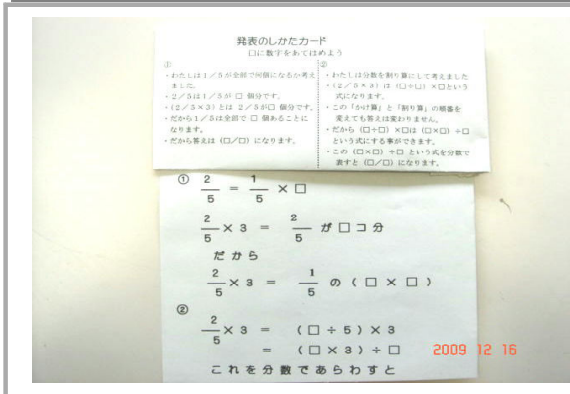 発表のしかたカード
□に数字をあてはめよう
①
・わたしは1/5が全部で何個になるか考え
ました。
・2/5は1/5が □ 個分です。
・(2/5×3)とは 2/5が□ 個分です。
・だから1/5は全部で □ 個あることに
なります。
・だから答えは(□/□)になります。
②
・わたしは分数を割り算にして考えました
・(2/5×3)は(□÷□)×□という
式になります。
・この「かけ算」と「割り算」の順番を
変えても答えは変わりません。
・だから(□÷□)×□は(□×□)÷□
という式にする事ができます。
・この(□×□)÷□という式を分数で
表すと(□/□)になります。
① 2/5 = 1/5 × □
2/5 × 3 = 2/5 が □ コ分
だから
2/5 × 3 = 1/5 の(□ × □)
②
2/5 × 3 = (□÷5)×3
= (□×3)÷□
これを分数であらわすと
2009 12 16